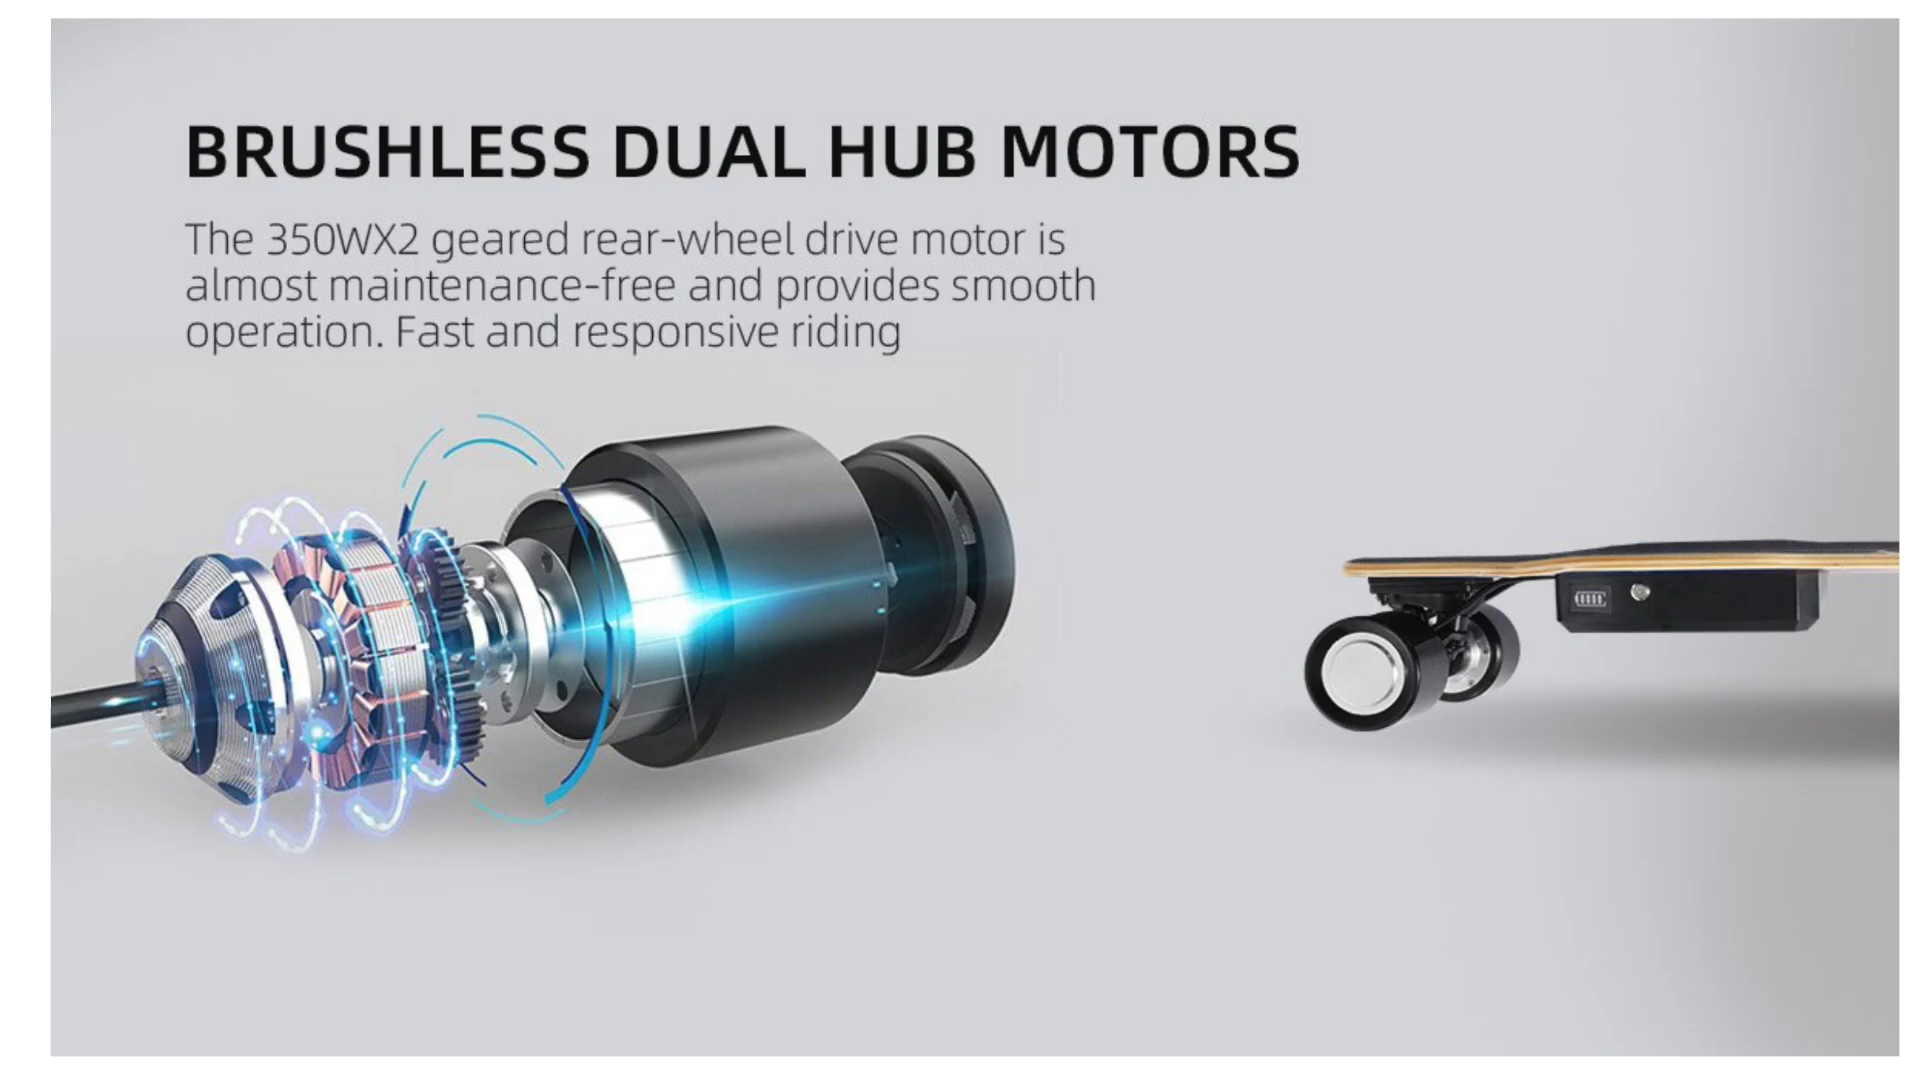 BRUSHLESS DUAL HUB MOTORS
The 350WX2 geared rear-wheel drive motor is
almost maintenance-free and provides smooth
operation. Fast and responsive riding